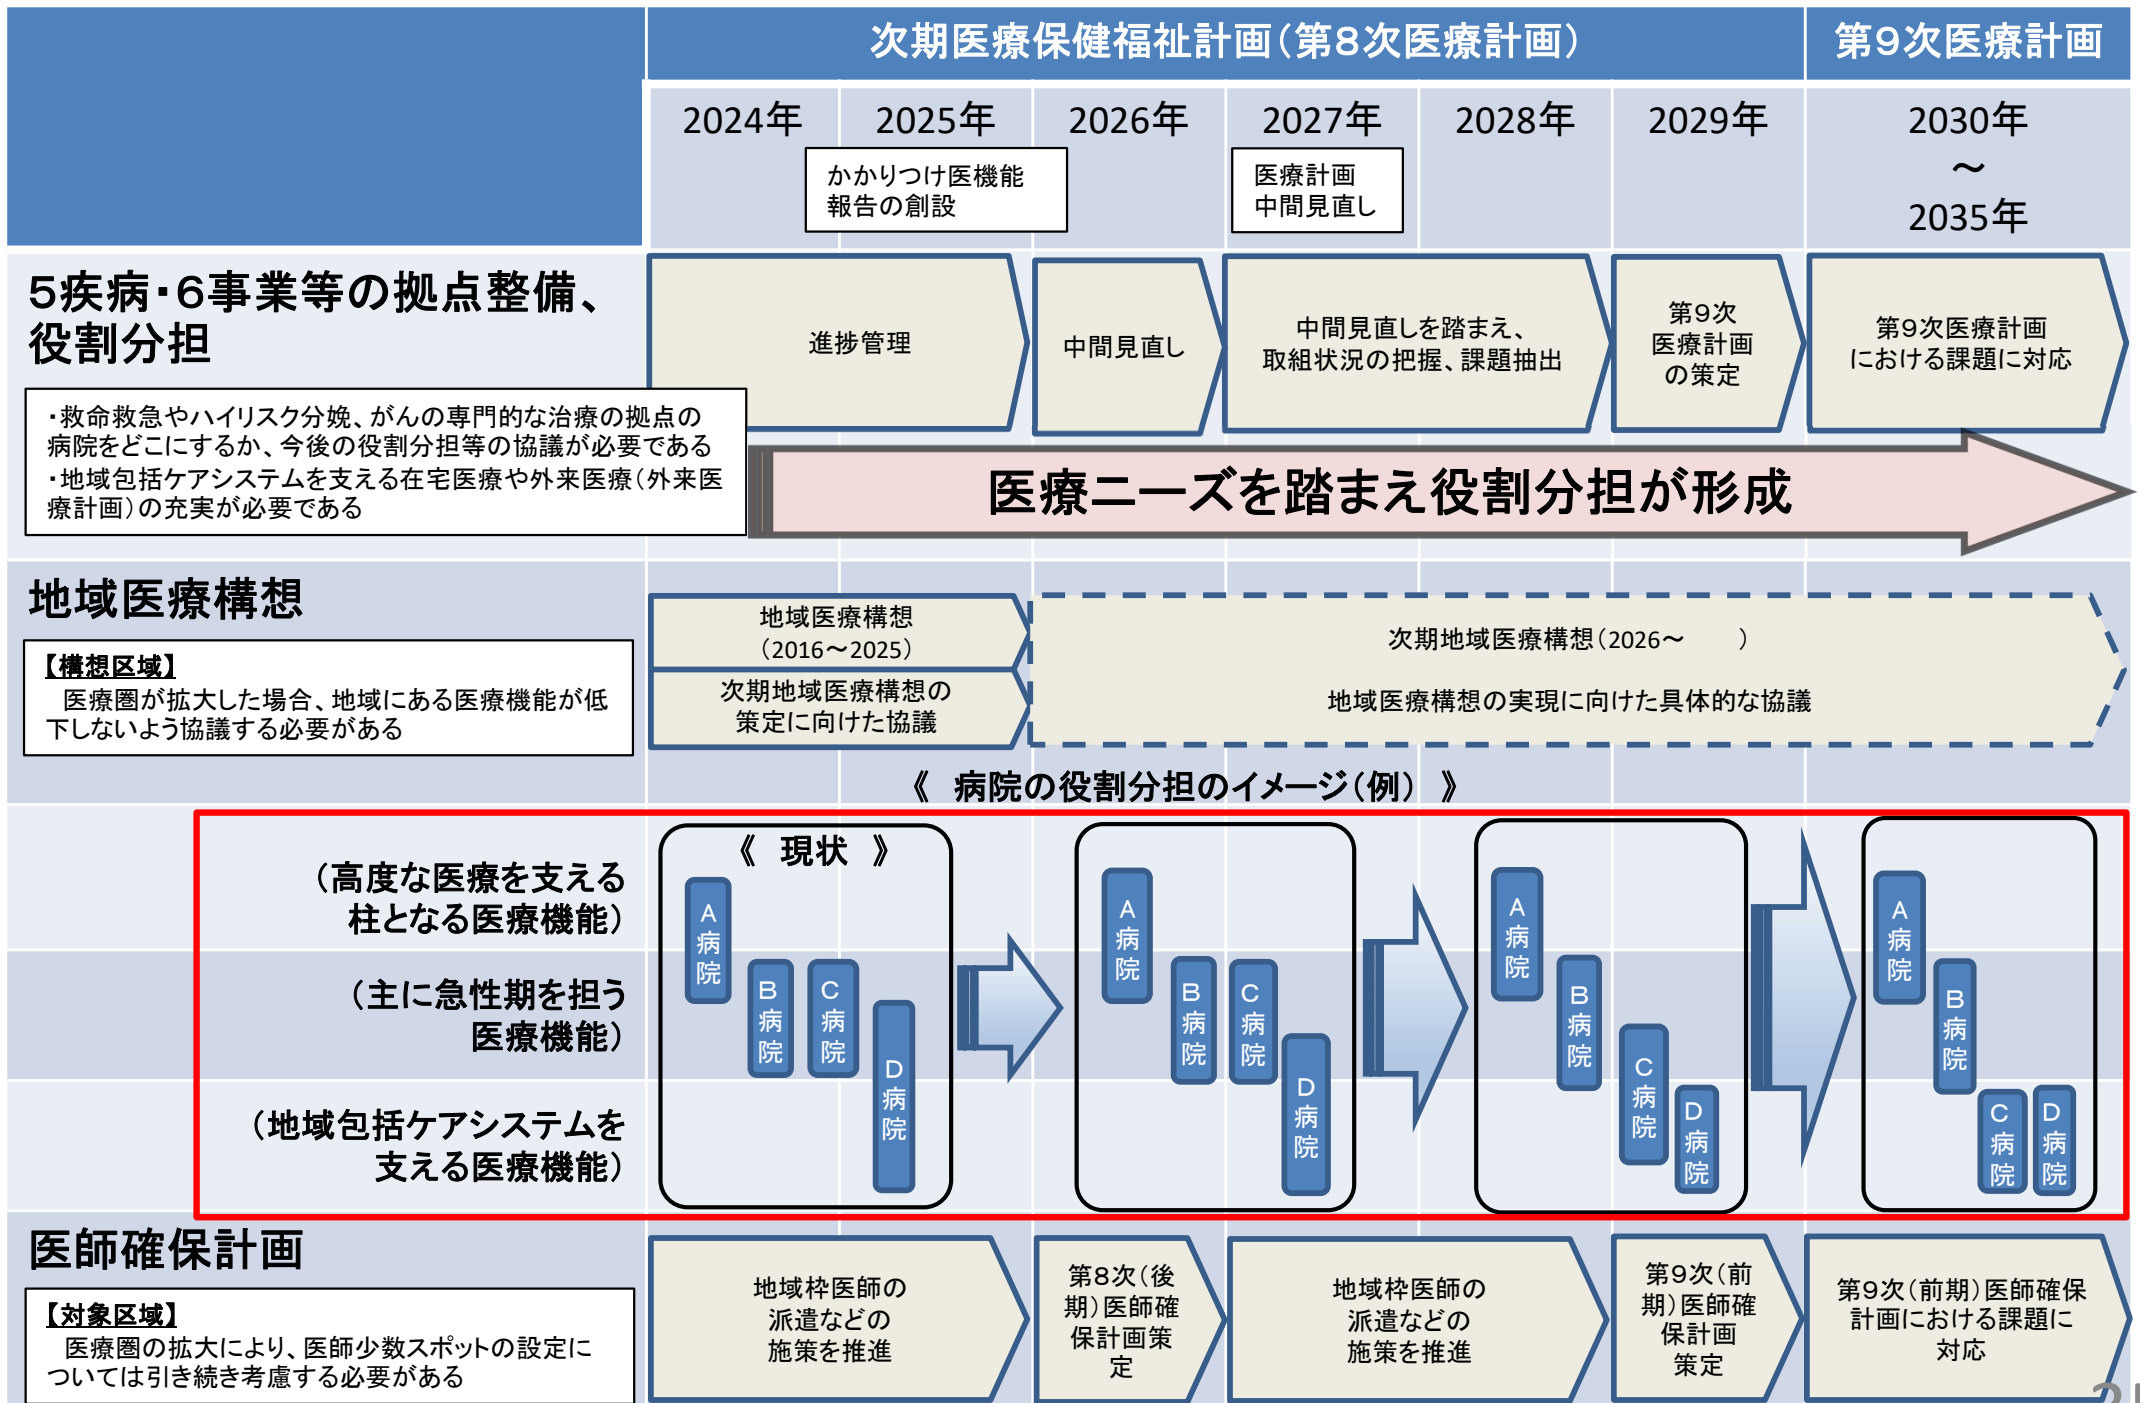 次期医療保健福祉計画（第８次医療計画）
第９次医療計画
2024年
2025年
2026年
2027年
2028年
2029年
2030年
～
2035年
かかりつけ医機能
報告の創設
医療計画
中間見直し
５疾病・６事業等の拠点整備、
役割分担
・救命救急やハイリスク分娩、がんの専門的な治療の拠点の
病院をどこにするか、今後の役割分担等の協議が必要である
・地域包括ケアシステムを支える在宅医療や外来医療（外来医
療計画）の充実が必要である
進捗管理
中間見直し
中間見直しを踏まえ、
取組状況の把握、課題抽出
第９次
医療計画
の策定
第９次医療計画
における課題に対応
医療ニーズを踏まえ役割分担が形成
地域医療構想
【構想区域】
医療圏が拡大した場合、地域にある医療機能が低
下しないよう協議する必要がある
地域医療構想
（2016～2025）
次期地域医療構想の
策定に向けた協議
次期地域医療構想（2026～　　）
地域医療構想の実現に向けた具体的な協議
《　病院の役割分担のイメージ（例）　》
（高度な医療を支える
柱となる医療機能）
（主に急性期を担う
医療機能）
（地域包括ケアシステムを
支える医療機能）
《　現状　》
Ａ病院
Ｂ病院
Ｃ病院
Ｄ病院
Ａ病院
Ｂ病院
Ｃ病院
Ｄ病院
Ａ病院
Ｂ病院
Ｃ病院
Ｄ病院
Ａ病院
Ｂ病院
Ｃ病院
Ｄ病院
医師確保計画
【対象区域】
医療圏の拡大により、医師少数スポットの設定に
ついては引き続き考慮する必要がある
地域枠医師の
派遣などの
施策を推進
第８次（後
期）医師確
保計画策
定
地域枠医師の
派遣などの
施策を推進
第９次（前
期）医師確
保計画
策定
第９次（前期）医師確保
計画における課題に
対応